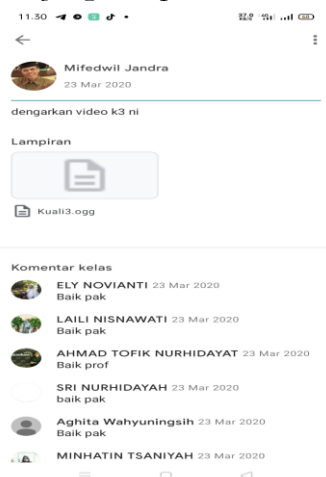 11.30
Mifedwil Jandra
23 Mar 2020
dengarkan video k3 ni
Lampiran
Kuali3.ogg
Komentar kelas
ELY NOVIANTI 23 Mar 2020
Baik pak
LAILI NISNAWATI 23 Mar 2020
Baik pak
AHMAD TOFIK NURHIDAYAT 23 Mar 2020
Baik prof
SRI NURHIDAYAH 23 Mar 2020
baik pak
Aghita Wahyuningsih 23 Mar 2020
Baik pak
MINHATIN TSANIYAH 23 Mar 2020